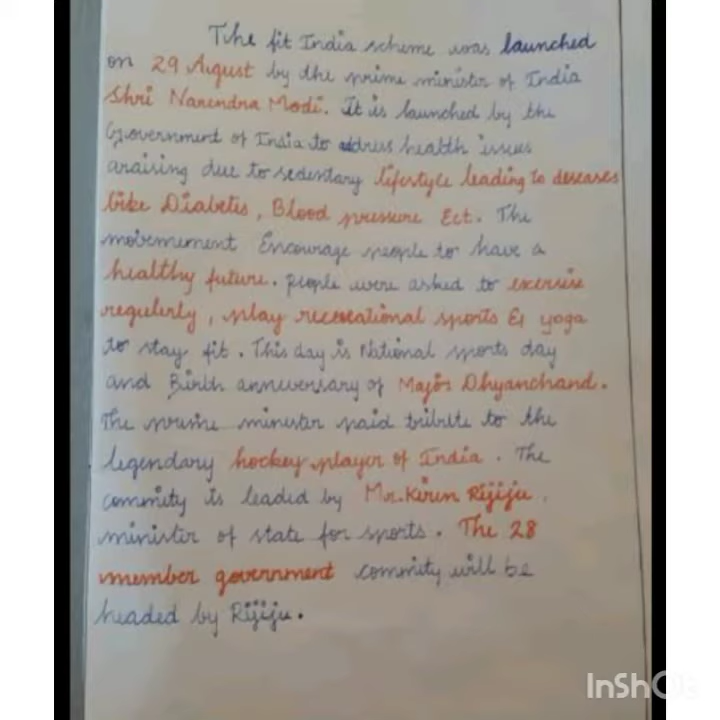 The fit India scheme was launched
on 29 August by the prime minister of India
Shri Narendra Modi. It is launched by the
Government of India to address health issues
araising due to sedentary lifestyle leading to deseases
like Diabetes, Blood pressure Ect. The
movemement Encourage people to have a
healthy future. people were asked to exercise
regulerly, play recreational sports & yoga
to stay fit. This day is National sports day
and Birth anniversary of Major Dhyanchand.
The prime minister paid tribute to the
legendary hockey player of India. The
commity is leaded by Mr. Kiren Rijiju,
minister of state for sports. The 28
member government commity will be
headed by Rijiju.
InShOt